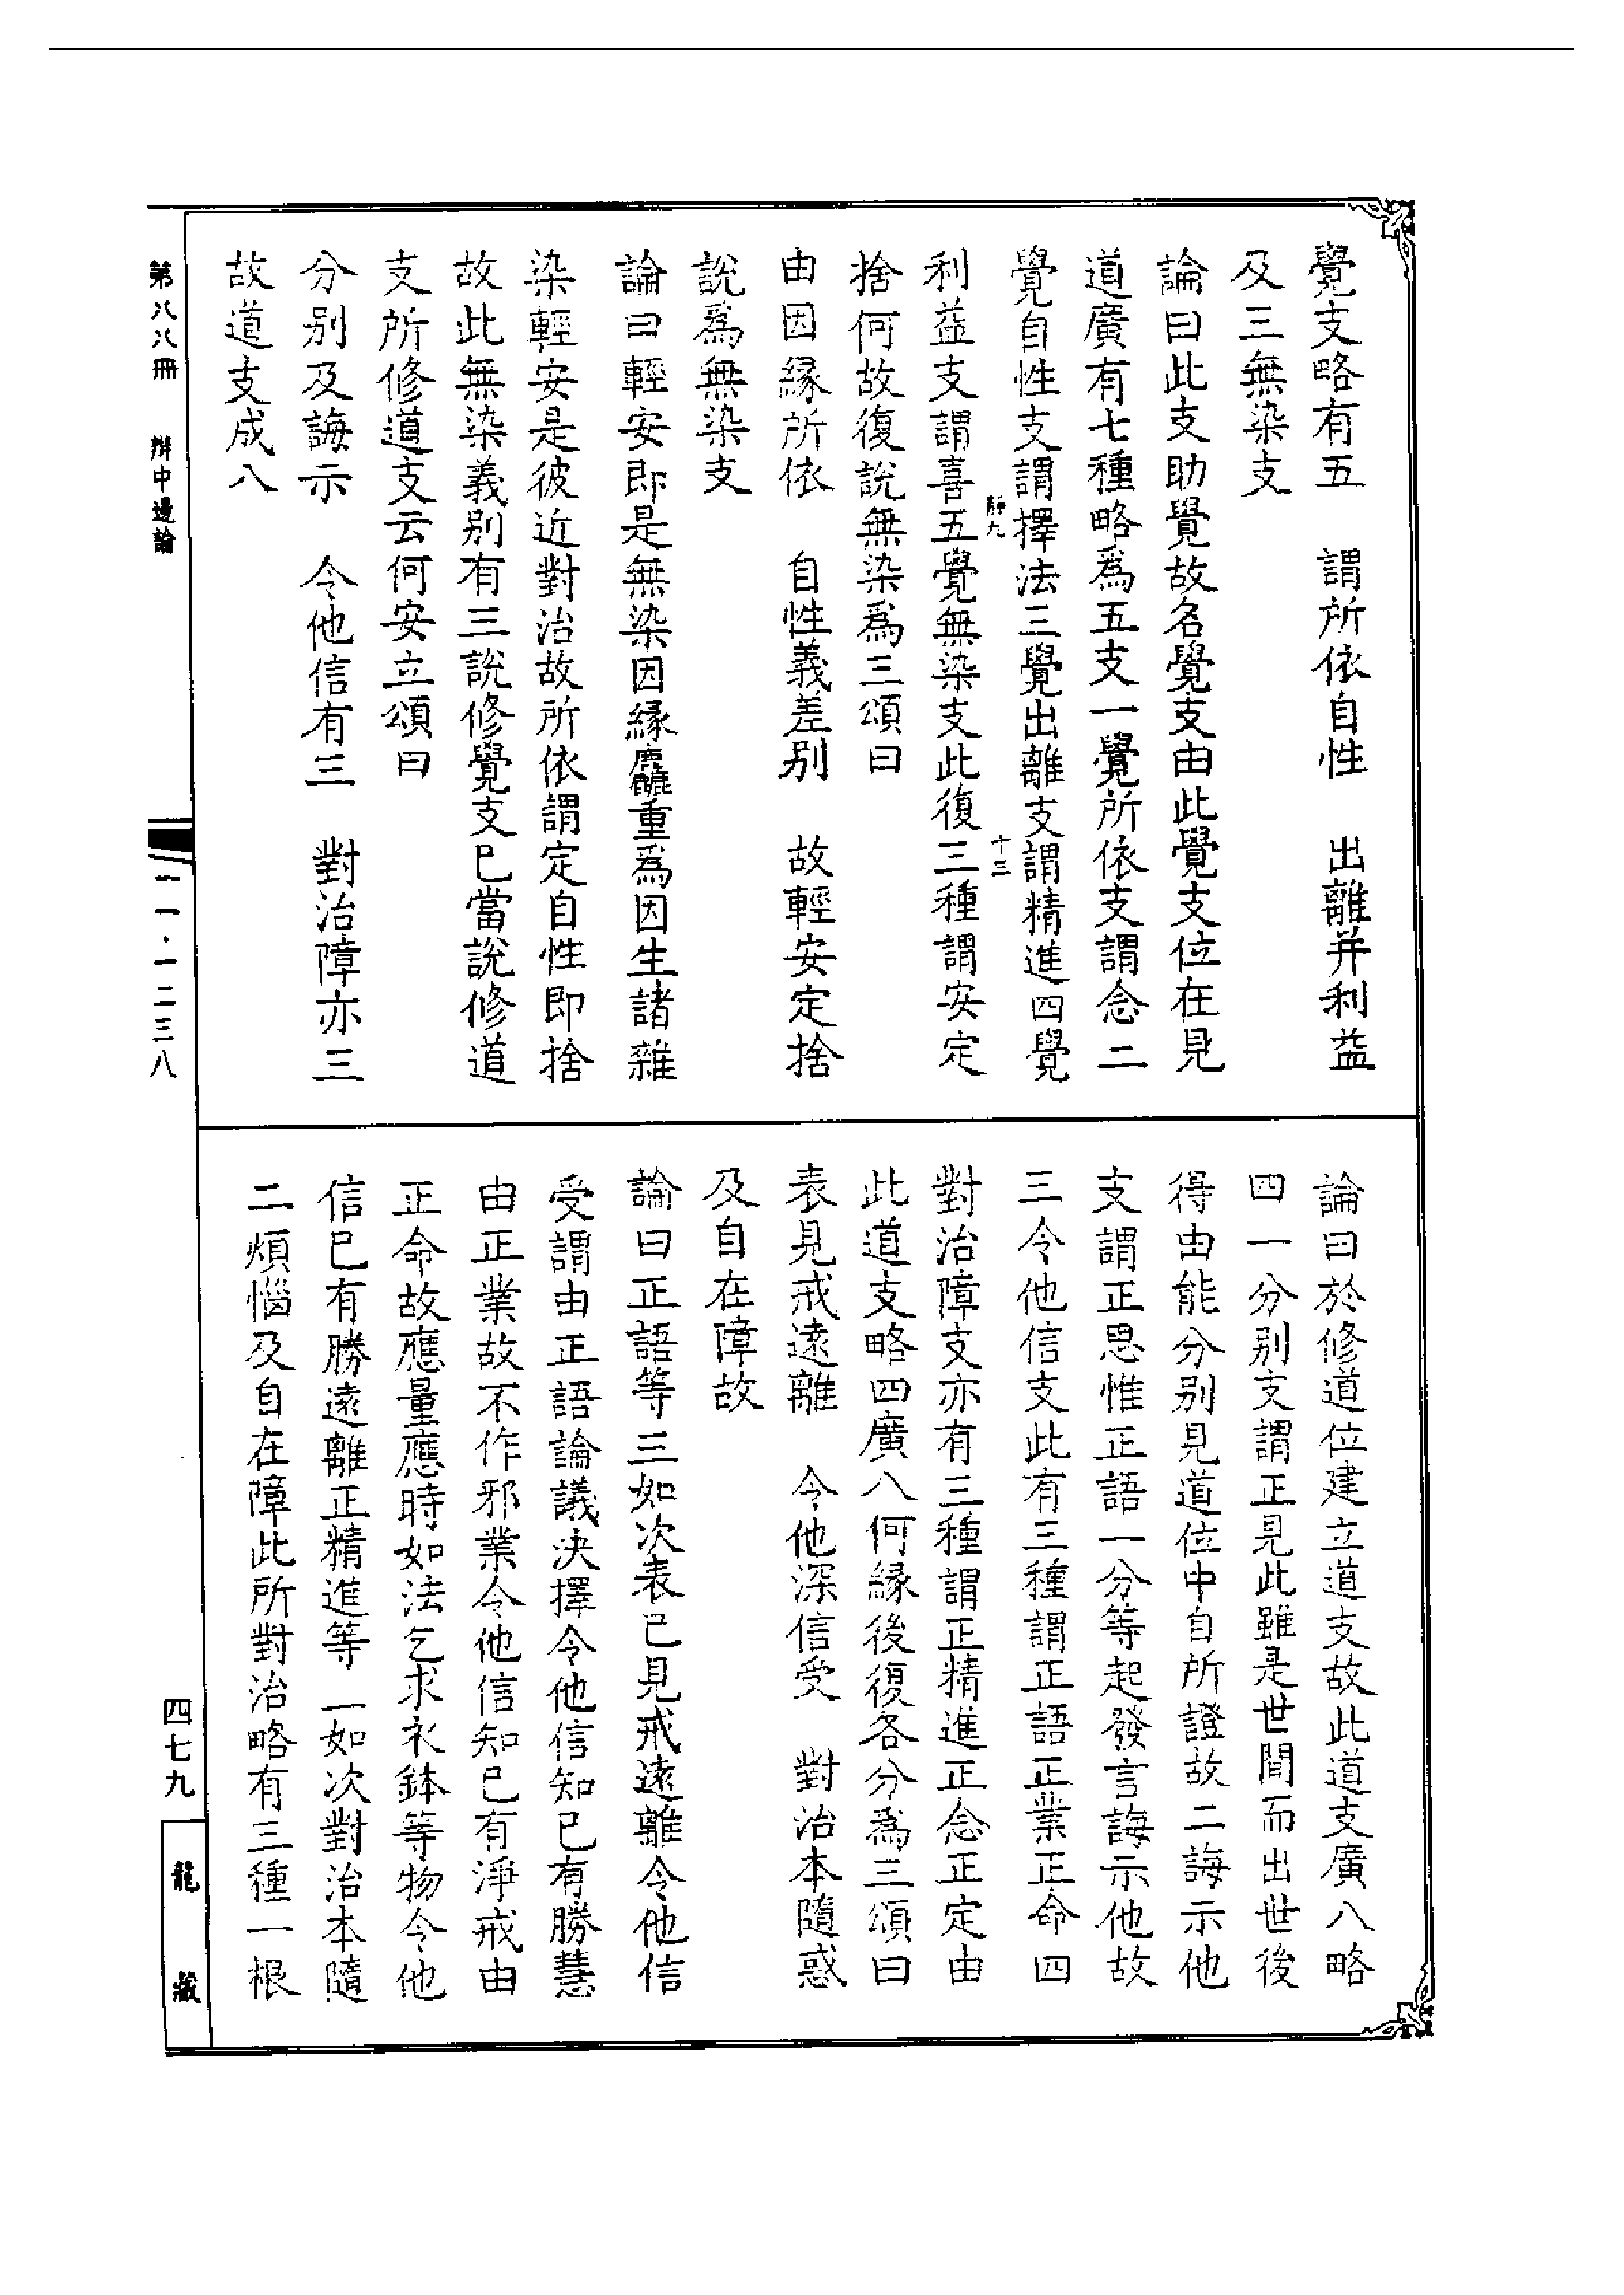 覺支略有五　謂所依自性　出離并利益
及三無染支
論曰此支助覺故名覺支由此覺支位在見
道廣有七種略爲五支一覺所依支謂念二
覺自性支謂擇法三覺出離支謂精進四覺
利益支謂喜五覺無染支此復三種謂安定
捨何故復說無染爲三頌曰
由因緣所依　自性義差別　故輕安定捨
說爲無染支
論曰輕安即是無染因緣麤重爲因生諸雜
染輕安是彼近對治故所依謂定自性即捨
故此無染義別有三說修覺支已當說修道
支所修道支云何安立頌曰
分別及誨示　令他信有三　對治障亦三
故道支成八
論曰於修道位建立道支故此道支廣八略
四一分別支謂正見此雖是世間而出世後
得由能分別見道位中自所證故二誨示他
支謂正思惟正語一分等起發言誨示他故
三令他信支此有三種謂正語正業正命四
對治障支亦有三種謂正精進正念正定由
此道支略四廣八何緣後復各分爲三頌曰
表見戒遠離　令他深信受　對治本隨惑
及自在障故
論曰正語等三如次表已見戒遠離令他信
受謂由正語論議決擇令他信知已有勝慧
由正業故不作邪業令他信知已有淨戒由
正命故應量應時如法乞求衣鉢等物令他
信已有勝遠離正精進等三如次對治本隨
二煩惱及自在障此所對治略有三種一根
十三
第八八冊　辯中邊論
一一·一二三八
四七九
龍　藏